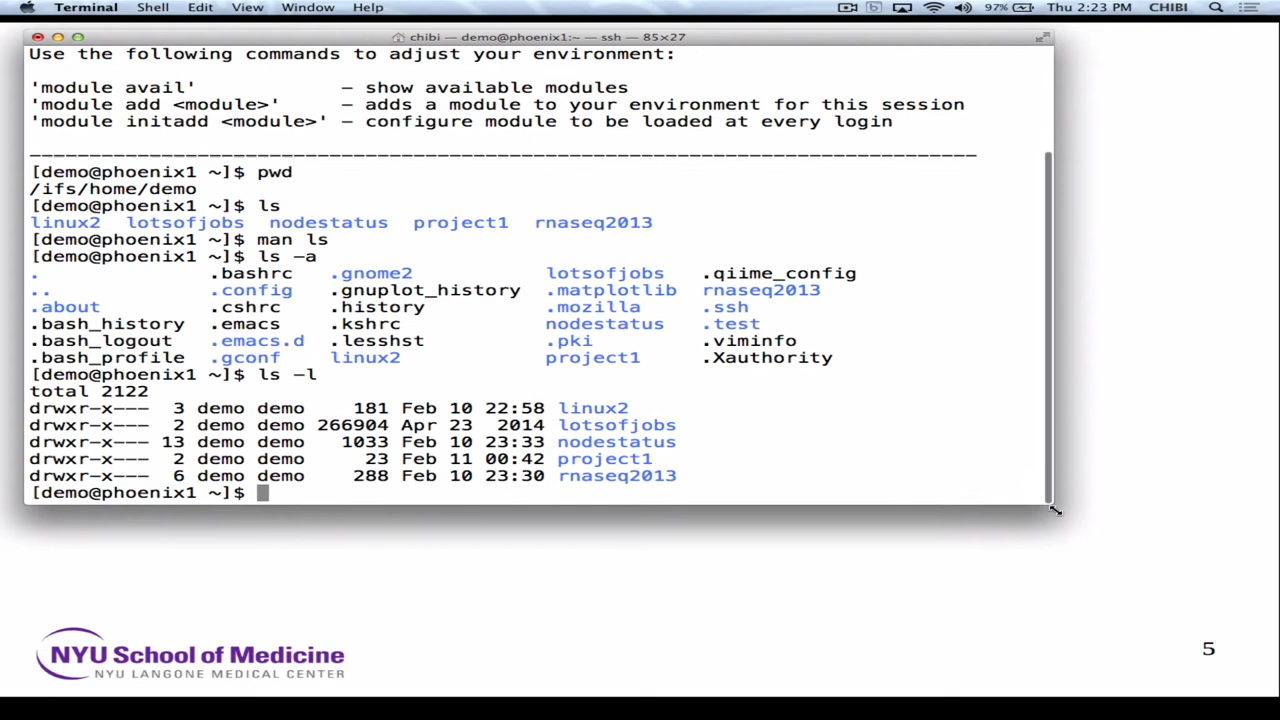 Terminal Shell Edit View Window Help 97% Thu 2:23 PM CHIBI
chibi — demo@phoenix1:~ — ssh — 85×27
Use the following commands to adjust your environment:
'module avail' – show available modules
'module add <module>' – adds a module to your environment for this session
'module initadd <module>' – configure module to be loaded at every login
_______________________________________________________________________________
[demo@phoenix1 ~]$ pwd
/ifs/home/demo
[demo@phoenix1 ~]$ ls
linux2 lotsofjobs nodestatus project1 rnaseq2013
[demo@phoenix1 ~]$ man ls
[demo@phoenix1 ~]$ ls –a
. .bashrc .gnome2 lotsofjobs .qiime_config
.. .config .gnuplot_history .matplotlib rnaseq2013
.about .cshrc .history .mozilla .ssh
.bash_history .emacs .kshrc nodestatus .test
.bash_logout .emacs.d .lesshst .pki .viminfo
.bash_profile .gconf linux2 project1 .Xauthority
[demo@phoenix1 ~]$ ls –l
total 2122
drwxr–x––– 3 demo demo 181 Feb 10 22:58 linux2
drwxr–x––– 2 demo demo 266904 Apr 23 2014 lotsofjobs
drwxr–x––– 13 demo demo 1033 Feb 10 23:33 nodestatus
drwxr–x––– 2 demo demo 23 Feb 11 00:42 project1
drwxr–x––– 6 demo demo 288 Feb 10 23:30 rnaseq2013
[demo@phoenix1 ~]$
NYU School of Medicine
NYU LANGONE MEDICAL CENTER
5